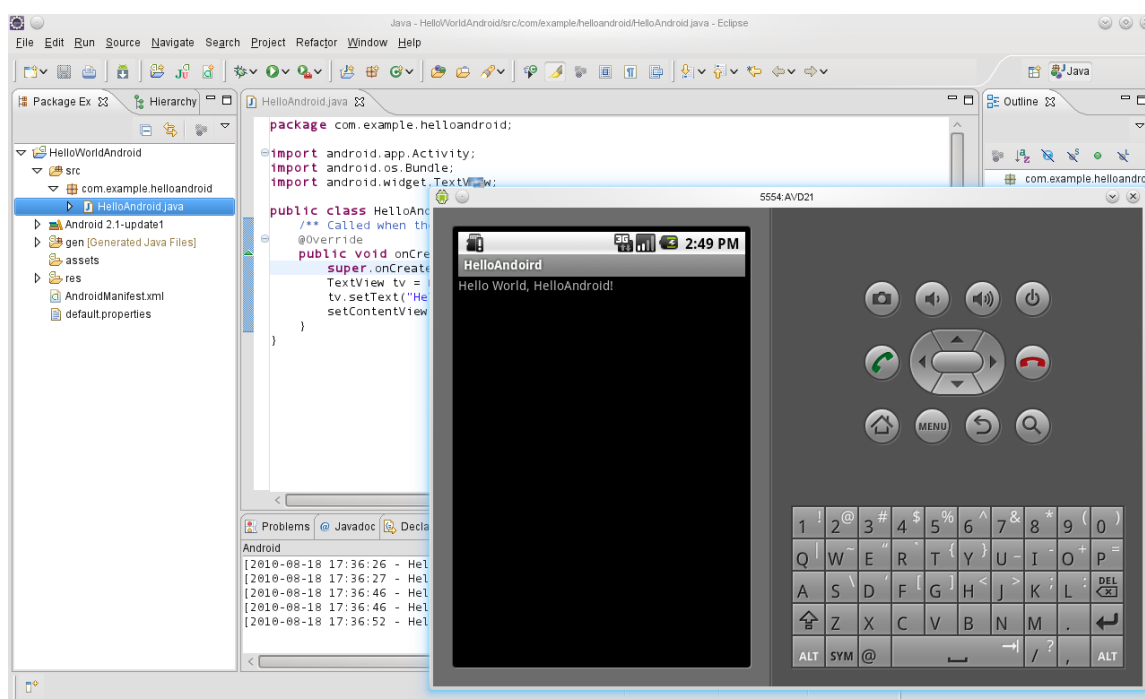 Java - HelloWorldAndroid/src/com/example/helloandroid/HelloAndroid.java - Eclipse
File Edit Run Source Navigate Search Project Refactor Window Help
Java
Package Ex
Hierarchy
HelloWorldAndroid
src
com.example.helloandroid
HelloAndroid.java
Android 2.1-update1
gen [Generated Java Files]
assets
res
AndroidManifest.xml
default.properties
HelloAndroid.java
package com.example.helloandroid;
import android.app.Activity;
import android.os.Bundle;
import android.widget.TextView;
public class HelloAnd
/** Called when th
@Override
public void onCre
super.onCreate
TextView tv =
tv.setText("He
setContentView
}
}
Outline
com.example.helloandro
Problems @ Javadoc Decla
Android
[2010-08-18 17:36:26 - Hel
[2010-08-18 17:36:27 - Hel
[2010-08-18 17:36:46 - Hel
[2010-08-18 17:36:46 - Hel
[2010-08-18 17:36:52 - Hel
5554:AVD21
3G 2:49 PM
HelloAndoird
Hello World, HelloAndroid!
MENU
1 ! 2 @ 3 # 4 $ 5 % 6 ^ 7 & 8 * 9 ( 0 )
Q | W ~ E " R ` T { Y } U - I - O + P =
A S \ D ' F [ G ] H < J > K ; L : DEL
Z X C V B N M .
ALT SYM @ / ? , ALT